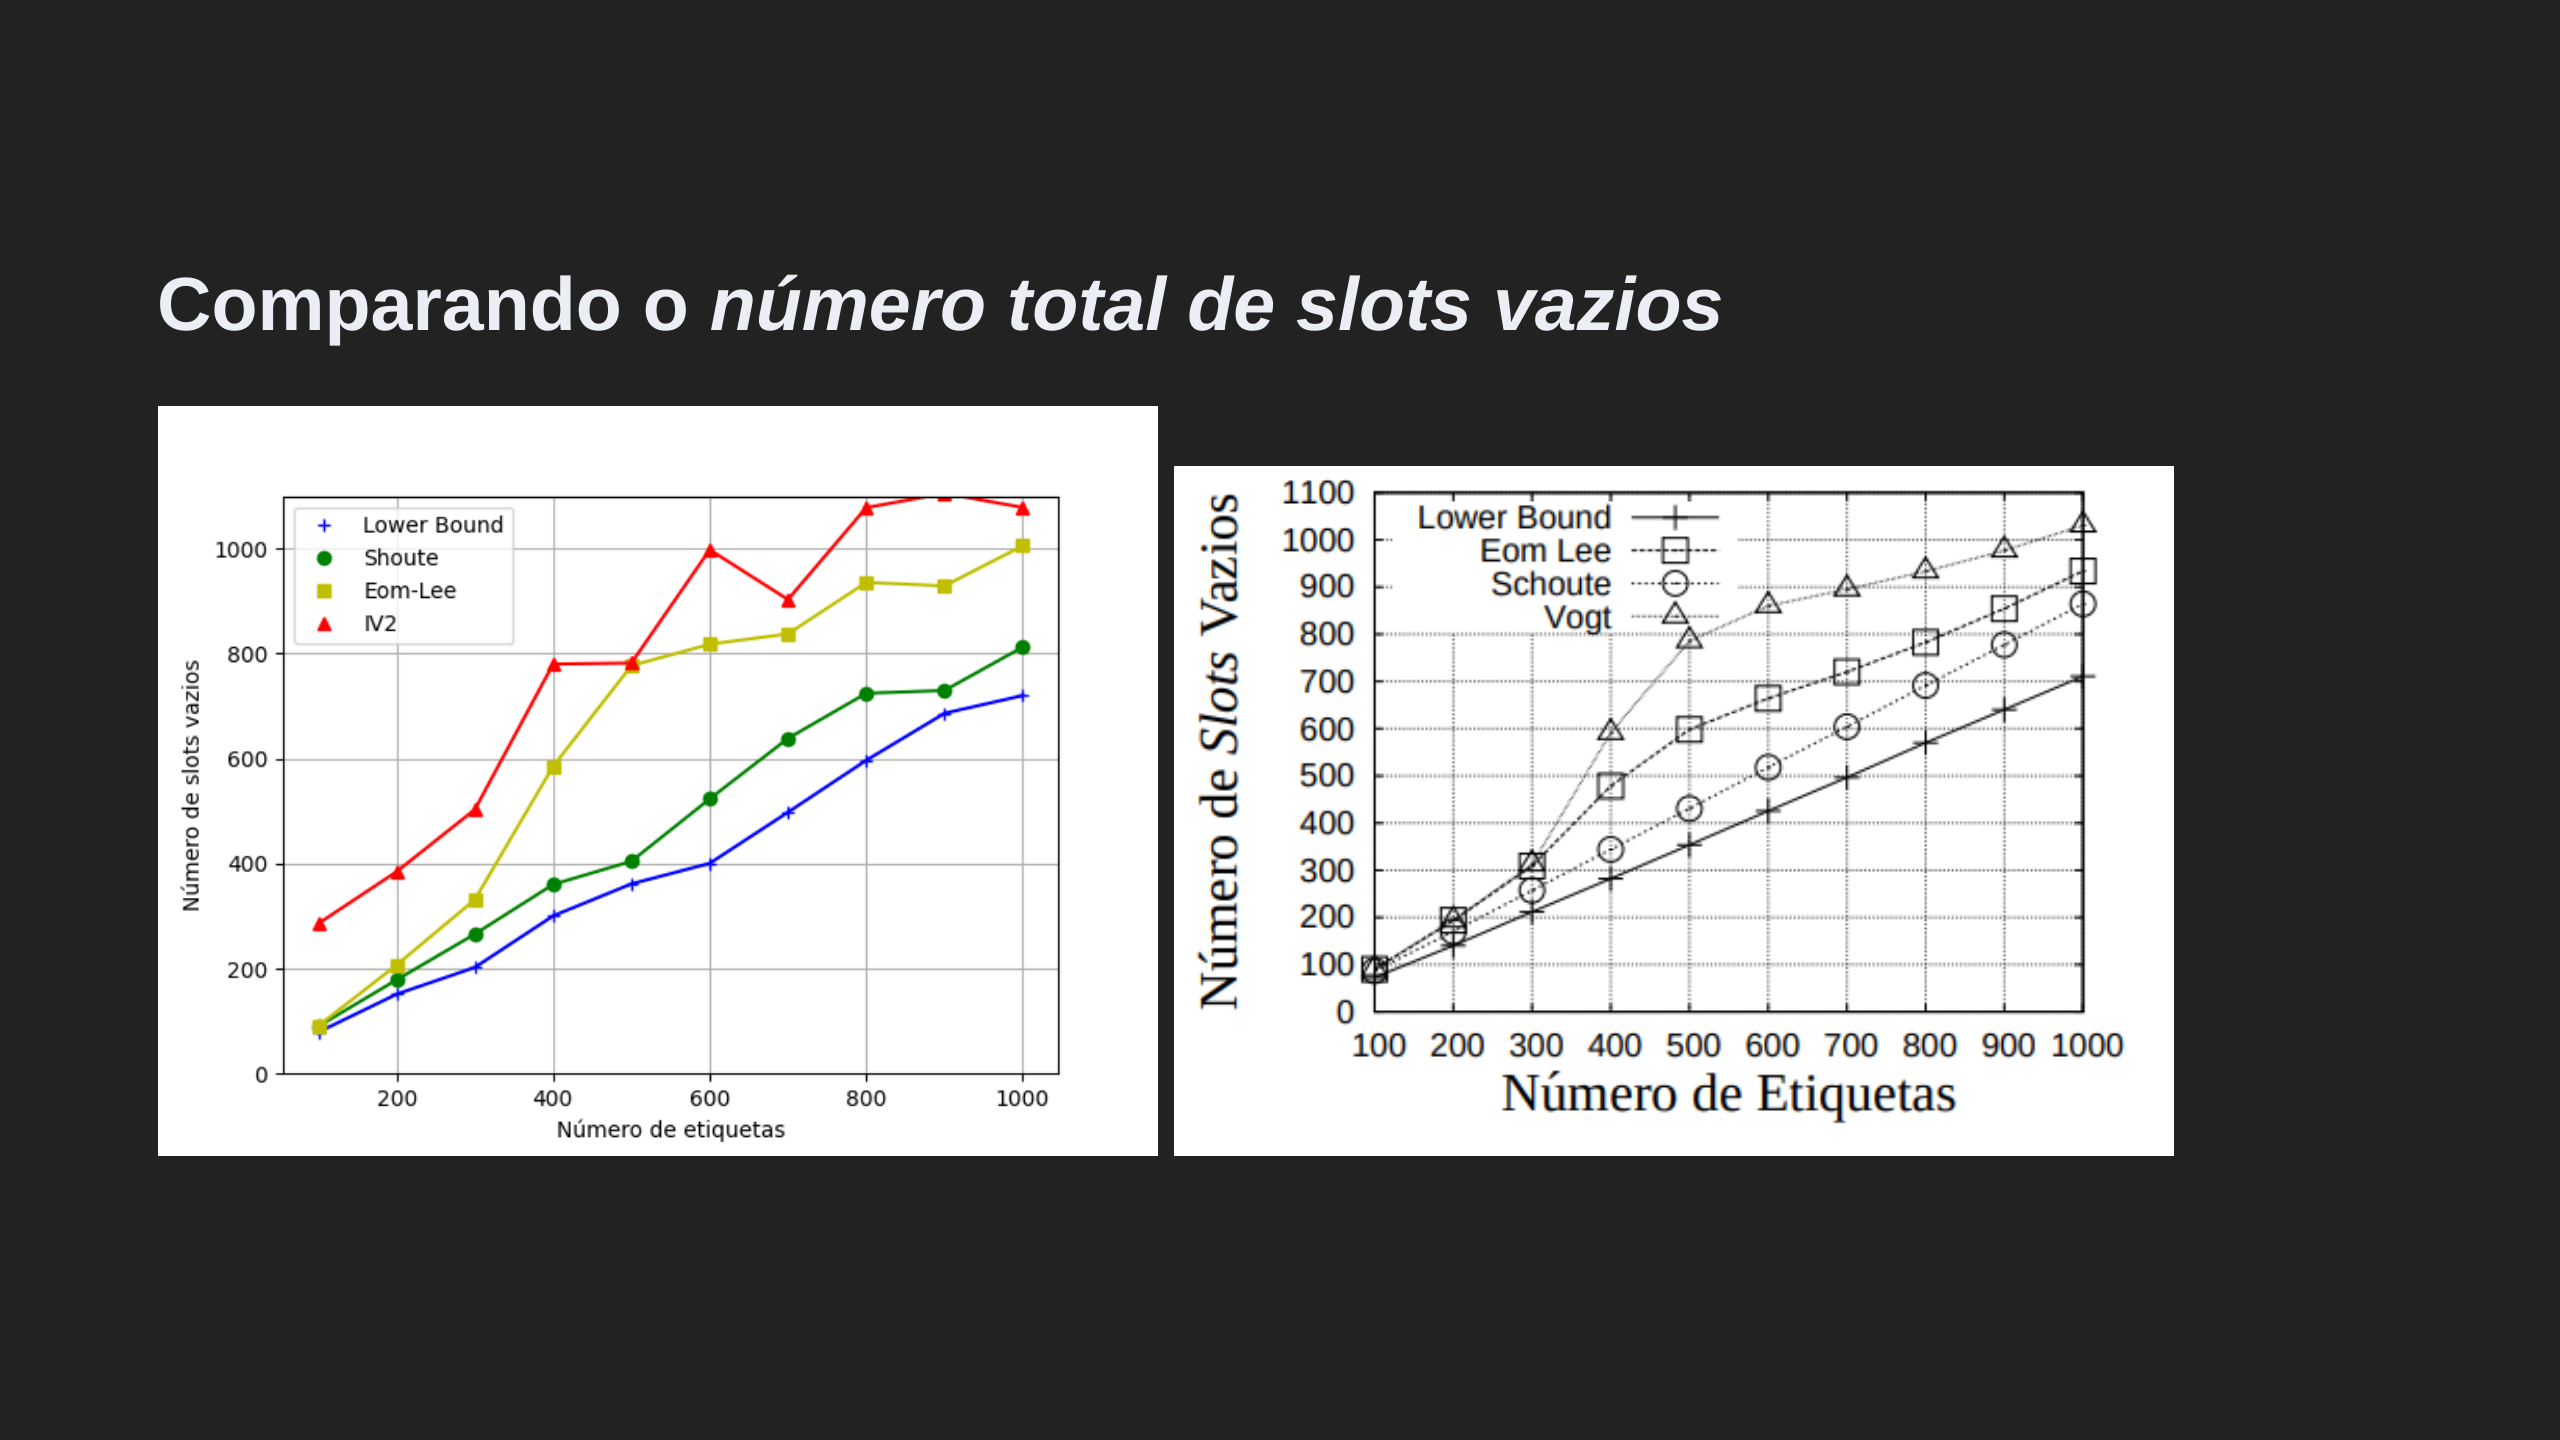 Comparando o número total de slots vazios
Lower Bound
Shoute
Eom-Lee
IV2
1000
800
600
400
200
0
Número de slots vazios
200 400 600 800 1000
Número de etiquetas
Lower Bound
Eom Lee
Schoute
Vogt
1100
1000
900
800
700
600
500
400
300
200
100
0
Número de Slots Vazios
100 200 300 400 500 600 700 800 900 1000
Número de Etiquetas